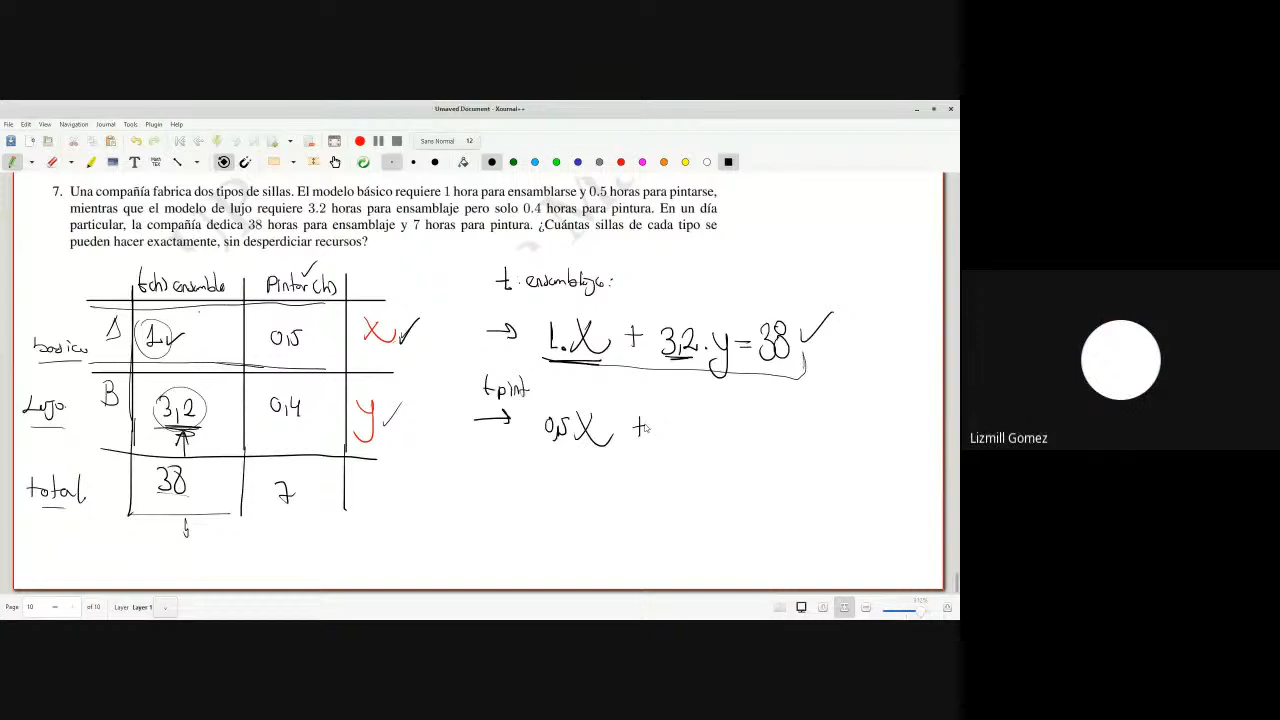 Unsaved Document - Xournal++
File Edit View Navigation Journal Tools Plugin Help
Sans Normal 12
7. Una compañía fabrica dos tipos de sillas. El modelo básico requiere 1 hora para ensamblarse y 0.5 horas para pintarse,
mientras que el modelo de lujo requiere 3.2 horas para ensamblaje pero solo 0.4 horas para pintura. En un día
particular, la compañía dedica 38 horas para ensamblaje y 7 horas para pintura. ¿Cuántas sillas de cada tipo se
pueden hacer exactamente, sin desperdiciar recursos?
t(h) ensamble Pintar (h)
t. ensamblaje:
A 1. 0,5 x
basico
→ 1.X + 3,2.y = 38
B
Lujo 3,2 0,4 y
t pint
→ 0,5X +
total 38 7
Lizmill Gomez
Page 10 of 10 Layer Layer 1